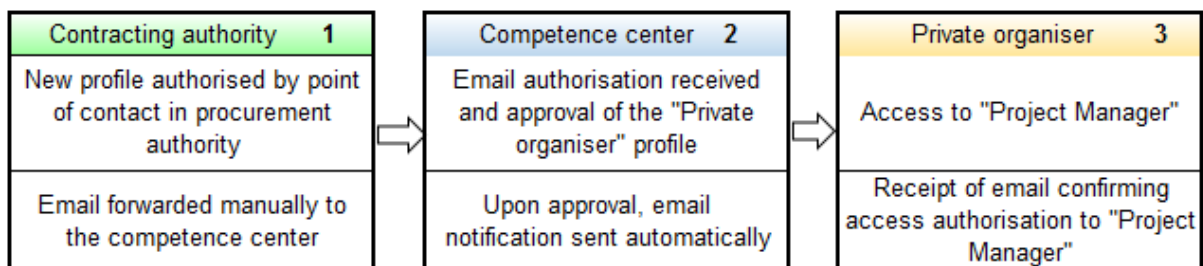 Contracting authority 1
New profile authorised by point
of contact in procurement
authority
Email forwarded manually to
the competence center
Competence center 2
Email authorisation received
and approval of the "Private
organiser" profile
Upon approval, email
notification sent automatically
Private organiser 3
Access to "Project Manager"
Receipt of email confirming
access authorisation to "Project
Manager"